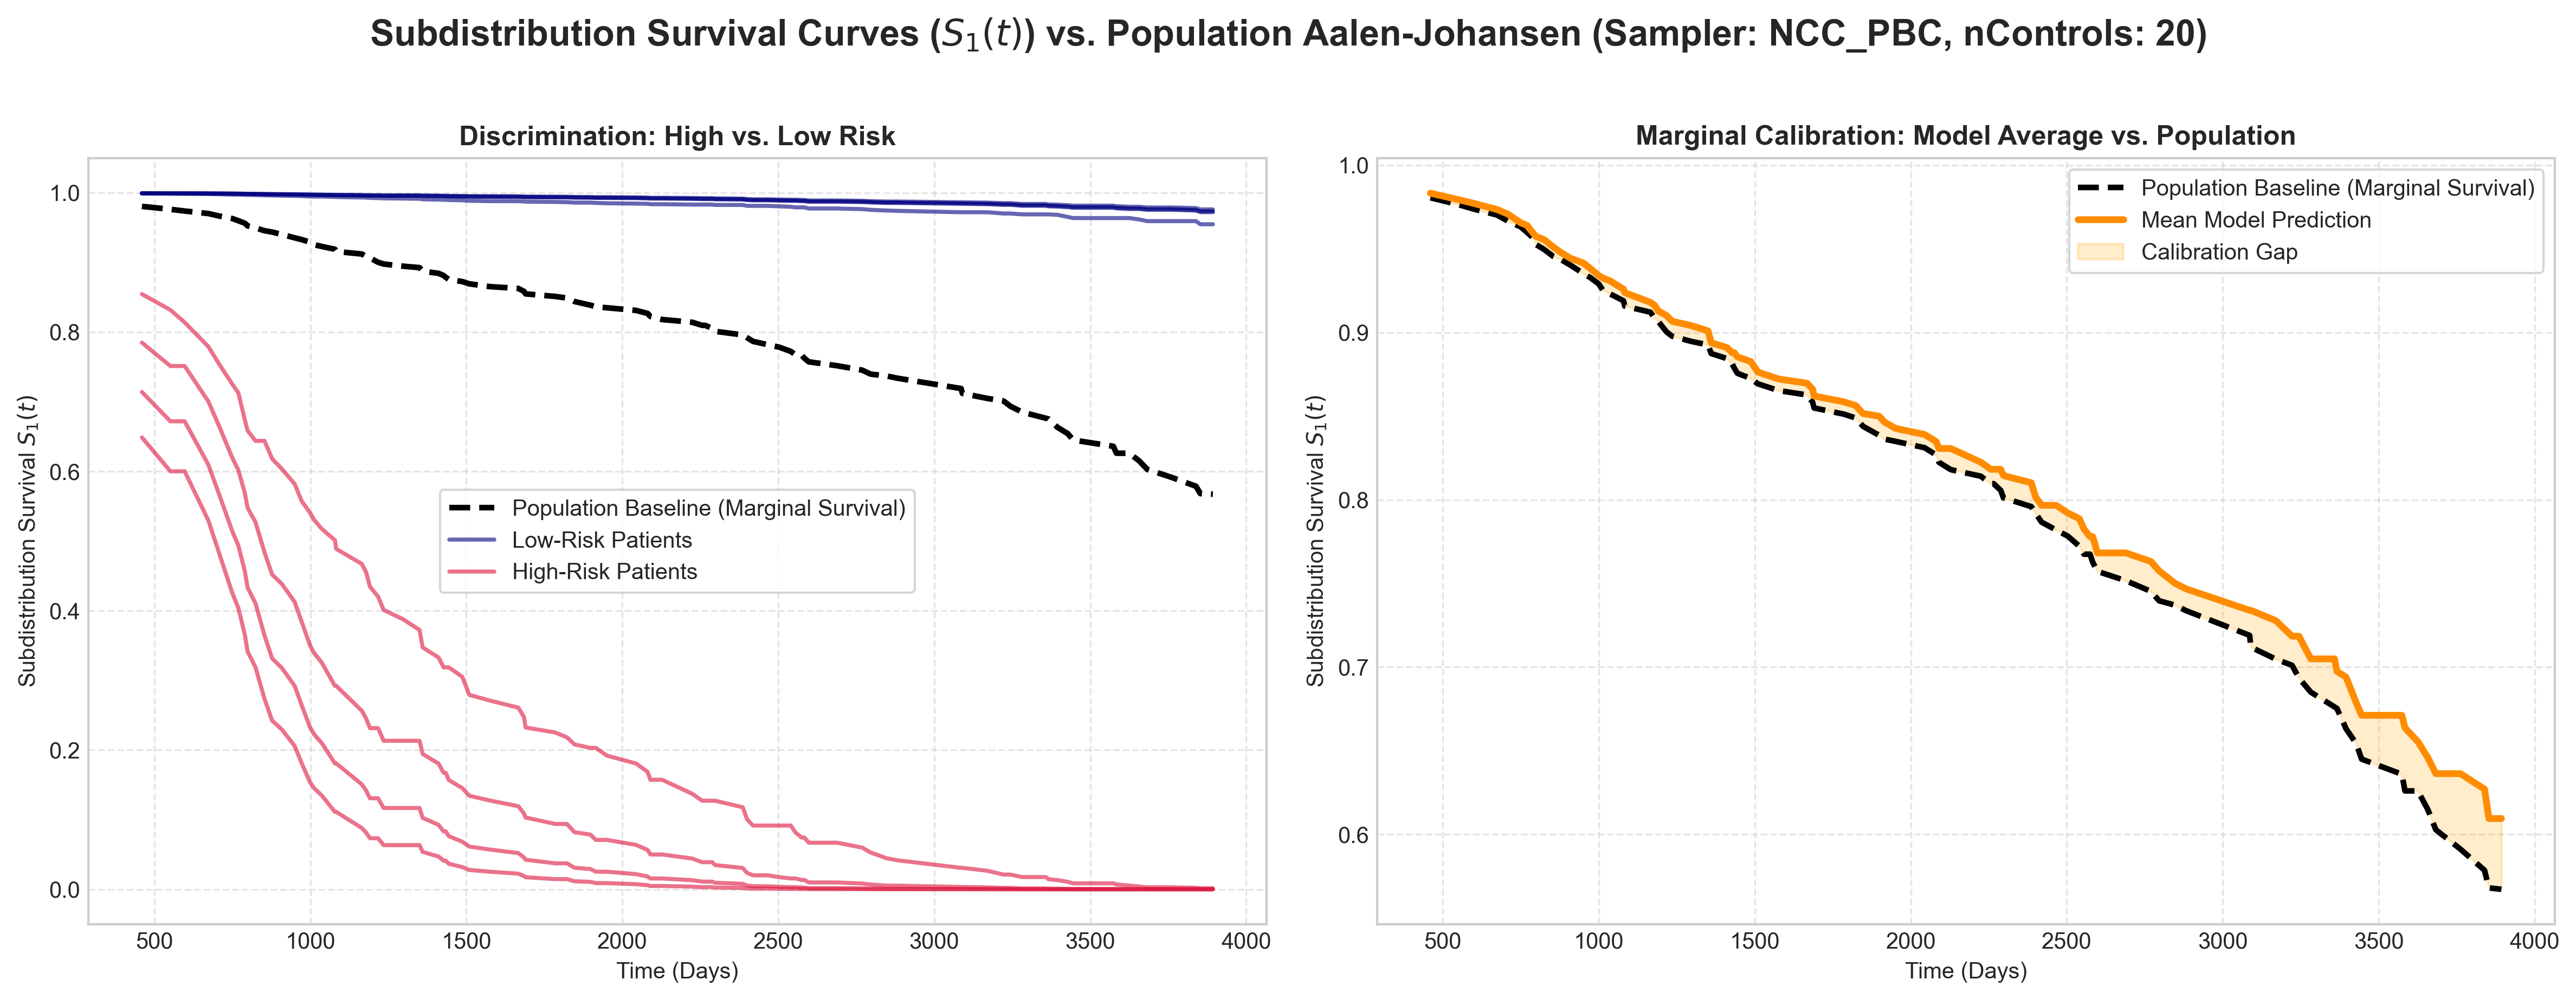 Subdistribution Survival Curves (S₁(t)) vs. Population Aalen-Johansen (Sampler: NCC_PBC, nControls: 20)
Discrimination: High vs. Low Risk
Subdistribution Survival S₁(t)
1.0
0.8
0.6
0.4
0.2
0.0
Population Baseline (Marginal Survival)
Low-Risk Patients
High-Risk Patients
500 1000 1500 2000 2500 3000 3500 4000
Time (Days)
Marginal Calibration: Model Average vs. Population
Subdistribution Survival S₁(t)
1.0
0.9
0.8
0.7
0.6
Population Baseline (Marginal Survival)
Mean Model Prediction
Calibration Gap
500 1000 1500 2000 2500 3000 3500 4000
Time (Days)